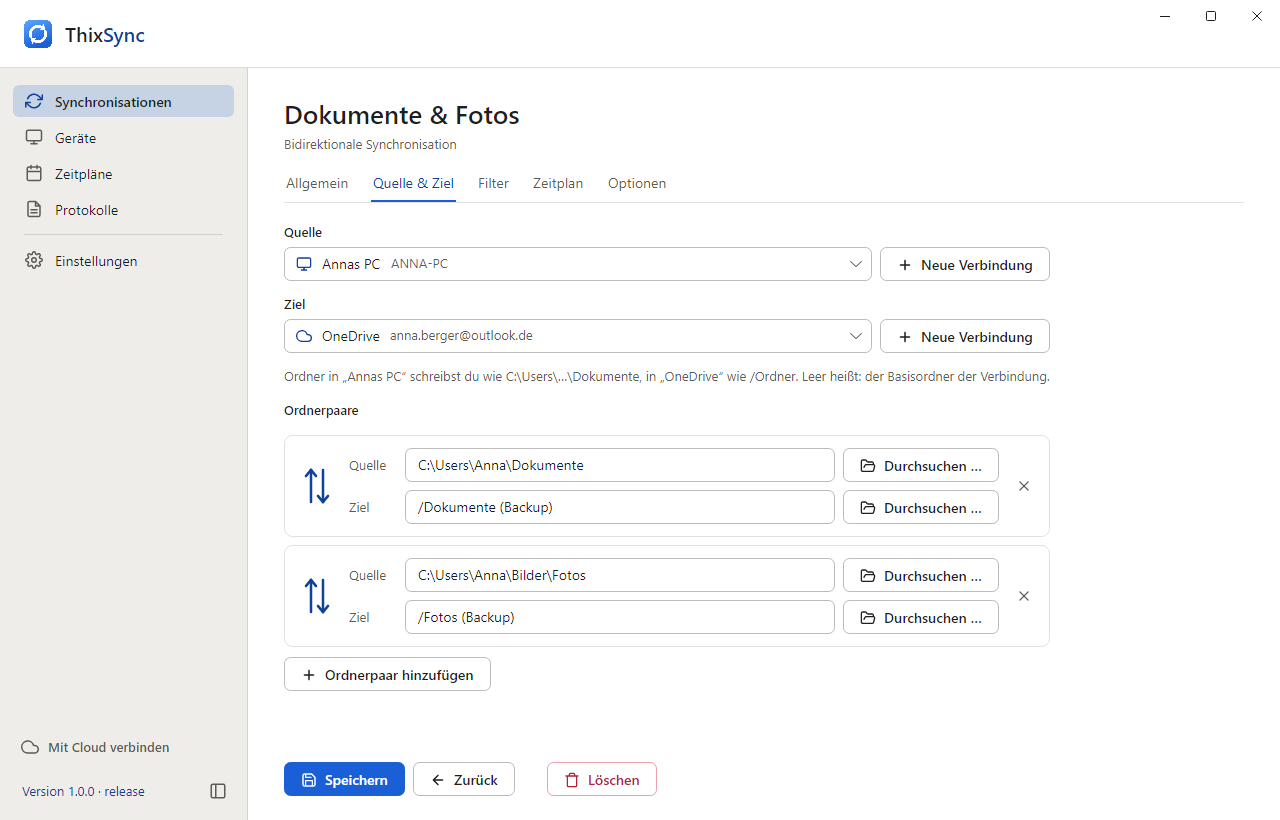 ThixSync
Synchronisationen
Geräte
Zeitpläne
Protokolle
Einstellungen
Mit Cloud verbinden
Version 1.0.0 · release
Dokumente & Fotos
Bidirektionale Synchronisation
Allgemein Quelle & Ziel Filter Zeitplan Optionen
Quelle
Annas PC ANNA-PC Neue Verbindung
Ziel
OneDrive anna.berger@outlook.de Neue Verbindung
Ordner in „Annas PC“ schreibst du wie C:\Users\...\Dokumente, in „OneDrive“ wie /Ordner. Leer heißt: der Basisordner der Verbindung.
Ordnerpaare
Quelle C:\Users\Anna\Dokumente Durchsuchen ...
Ziel /Dokumente (Backup) Durchsuchen ...
Quelle C:\Users\Anna\Bilder\Fotos Durchsuchen ...
Ziel /Fotos (Backup) Durchsuchen ...
Ordnerpaar hinzufügen
Speichern Zurück Löschen